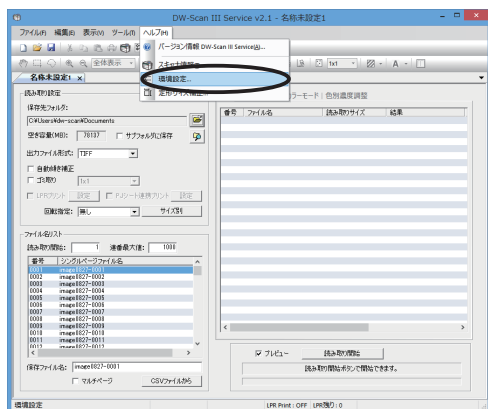 DW-Scan III Service v2.1 - 名称未設定1
ファイル(F) 編集(E) 表示(V) ツール(T) ヘルプ(H)
バージョン情報 DW-Scan III Service(A)...
全体表示
1x1
環境設定...
名称未設定1 x
読み取り設定
保存先フォルダ:
C:¥Users¥dw-scan¥Documents
空き容量(MB): 78137 サブフォルダに保存
出力ファイル形式: TIFF
自動傾き補正
ゴミ取り 1x1
LPRプリント 設定 PJシート連携プリント 設定
回転指定: 無し サイズ別
カラーモード 色別濃度調整
番号 ファイル名 読み取りサイズ 結果
ファイル名リスト
読み取り開始: 1 連番最大値: 1000
番号 シングルページファイル名
0001 image0827-0001
0002 image0827-0002
0003 image0827-0003
0004 image0827-0004
0005 image0827-0005
0006 image0827-0006
0007 image0827-0007
0008 image0827-0008
0009 image0827-0009
0010 image0827-0010
0011 image0827-0011
0012 image0827-0012
保存ファイル名: image0827-0001
マルチページ CSVファイルから
プレビュー 読み取り開始
読み取り開始ボタンで開始できます。
環境設定 LPR Print : OFF LPR残り : 0